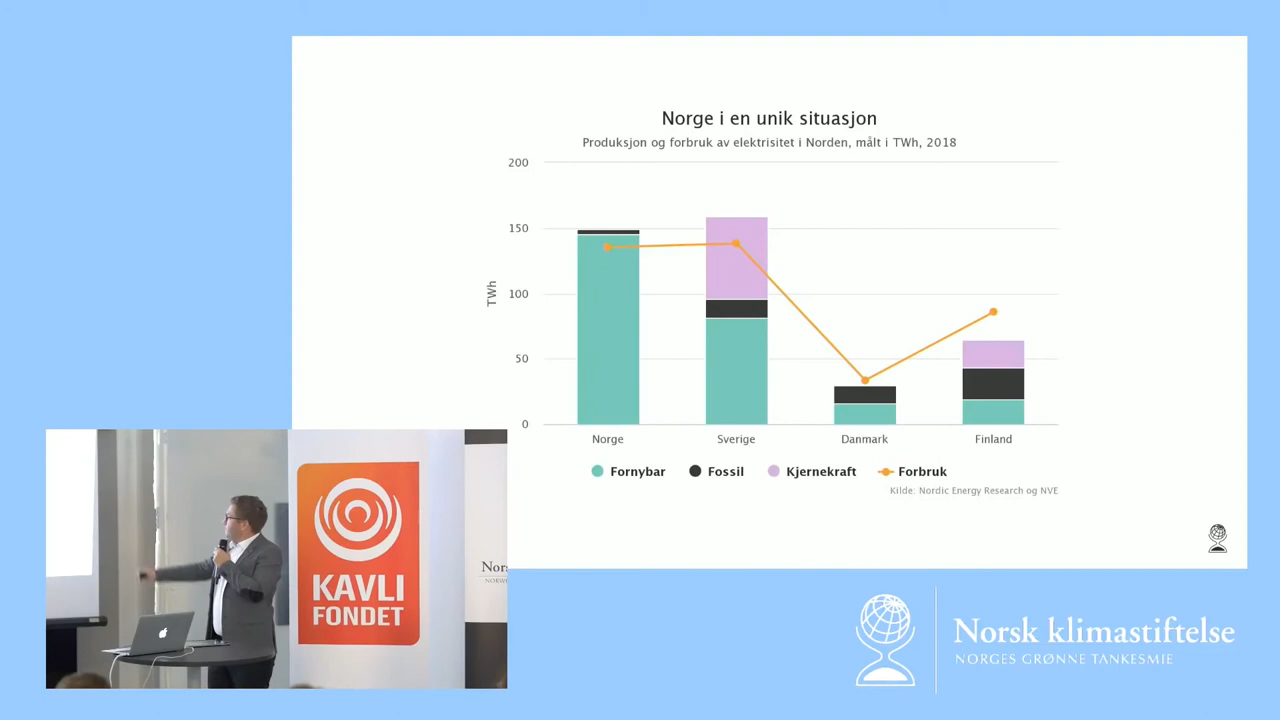 Norge i en unik situasjon
Produksjon og forbruk av elektrisitet i Norden, målt i TWh, 2018
200
150
100
50
0
TWh
Norge
Sverige
Danmark
Finland
Fornybar
Fossil
Kjernekraft
Forbruk
Kilde: Nordic Energy Research og NVE
KAVLI
FONDET
Nors
Norsk klimastiftelse
NORGES GRØNNE TANKESMIE